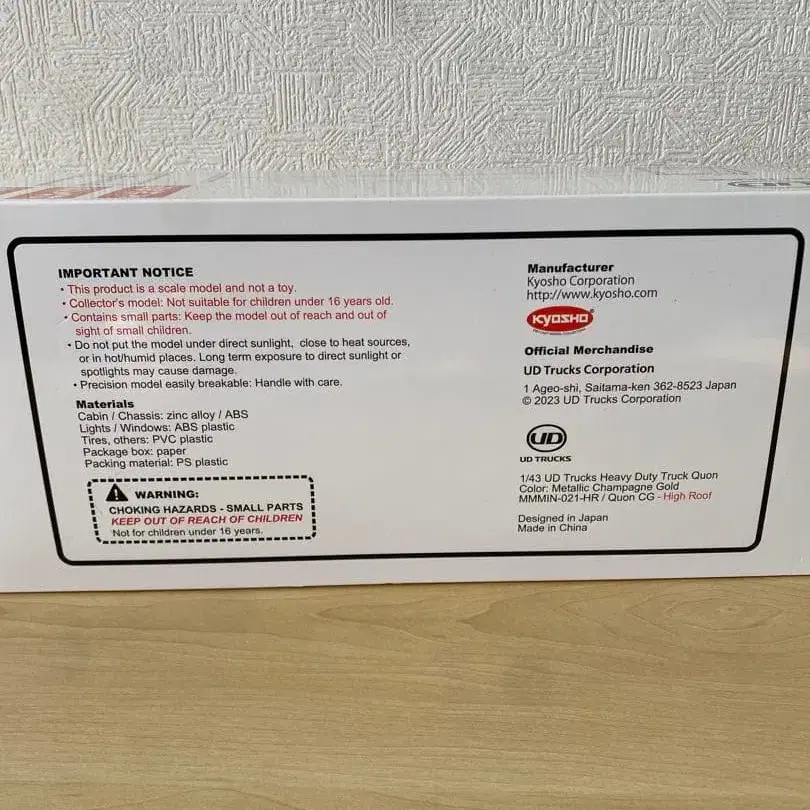 IMPORTANT NOTICE
• This product is a scale model and not a toy.
• Collector's model: Not suitable for children under 16 years old.
• Contains small parts: Keep the model out of reach and out of
sight of small children.
• Do not put the model under direct sunlight, close to heat sources,
or in hot/humid places. Long term exposure to direct sunlight or
spotlights may cause damage.
• Precision model easily breakable: Handle with care.
Materials
Cabin / Chassis: zinc alloy / ABS
Lights / Windows: ABS plastic
Tires, others: PVC plastic
Package box: paper
Packing material: PS plastic
WARNING:
CHOKING HAZARDS - SMALL PARTS
KEEP OUT OF REACH OF CHILDREN
Not for children under 16 years.
Manufacturer
Kyosho Corporation
http://www.kyosho.com
KYOSHO
Official Merchandise
UD Trucks Corporation
1 Ageo-shi, Saitama-ken 362-8523 Japan
© 2023 UD Trucks Corporation
UD
UD TRUCKS
1/43 UD Trucks Heavy Duty Truck Quon
Color: Metallic Champagne Gold
MMMIN-021-HR / Quon CG - High Roof
Designed in Japan
Made in China